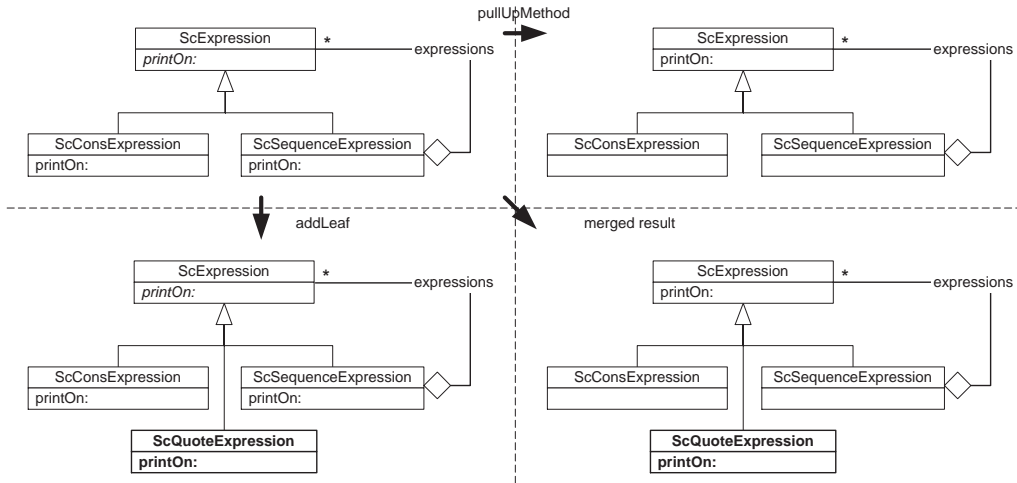 pullUpMethod
ScExpression
*
printOn:
expressions
ScConsExpression
printOn:
ScSequenceExpression
printOn:
ScExpression
*
printOn:
expressions
ScConsExpression
ScSequenceExpression
addLeaf
merged result
ScExpression
*
printOn:
expressions
ScConsExpression
printOn:
ScSequenceExpression
printOn:
ScQuoteExpression
printOn:
ScExpression
*
printOn:
expressions
ScConsExpression
ScSequenceExpression
ScQuoteExpression
printOn: